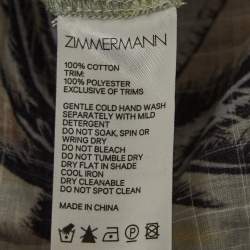 ZIMMERMANN
100% COTTON
TRIM:
100% POLYESTER
EXCLUSIVE OF TRIMS
GENTLE COLD HAND WASH
SEPARATELY WITH MILD
DETERGENT
DO NOT SOAK, SPIN OR
WRING DRY
DO NOT BLEACH
DO NOT TUMBLE DRY
DRY FLAT IN SHADE
COOL IRON
DRY CLEANABLE
DO NOT SPOT CLEAN
MADE IN CHINA